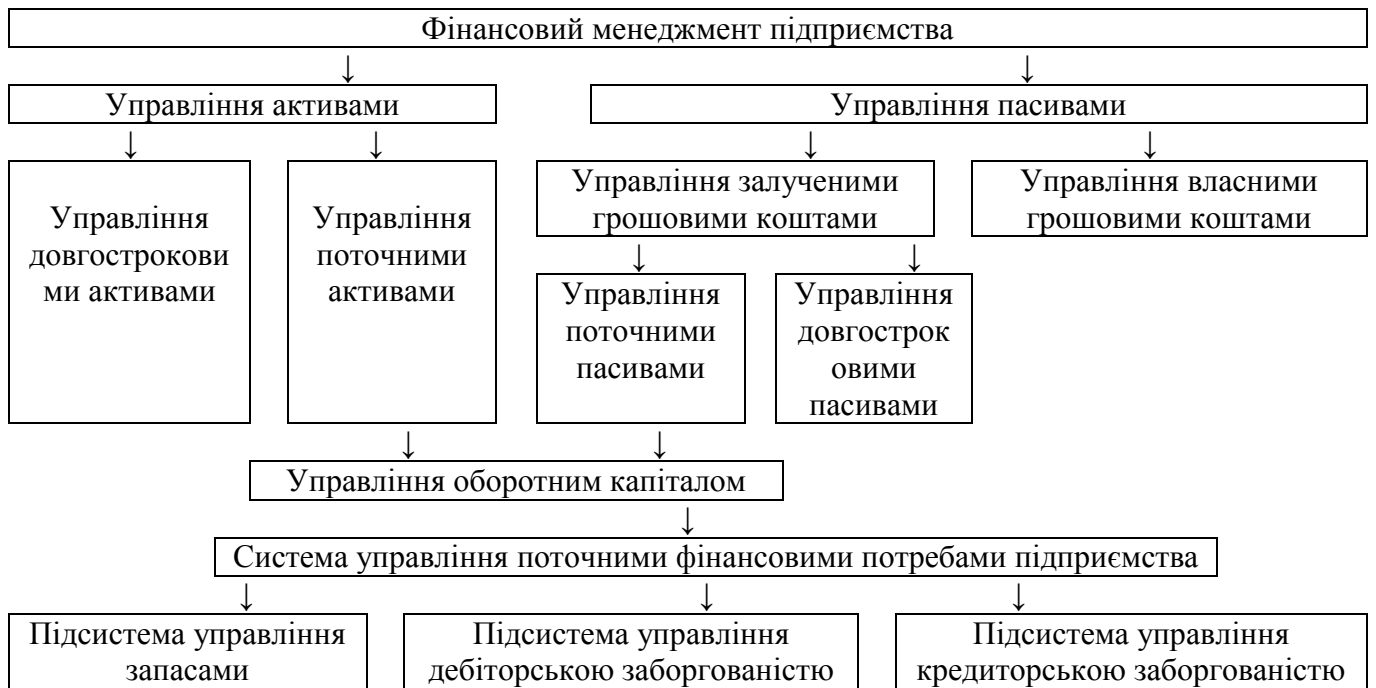 Фінансовий менеджмент підприємства
↓ ↓
Управління активами
Управління пасивами
↓ ↓ ↓ ↓
Управління
довгострокови
ми активами
Управління
поточними
активами
Управління залученими
грошовими коштами
Управління власними
грошовими коштами
↓ ↓
Управління
поточними
пасивами
Управління
довгострок
овими
пасивами
↓ ↓
Управління оборотним капіталом
↓
Система управління поточними фінансовими потребами підприємства
↓ ↓ ↓
Підсистема управління
запасами
Підсистема управління
дебіторською заборгованістю
Підсистема управління
кредиторською заборгованістю